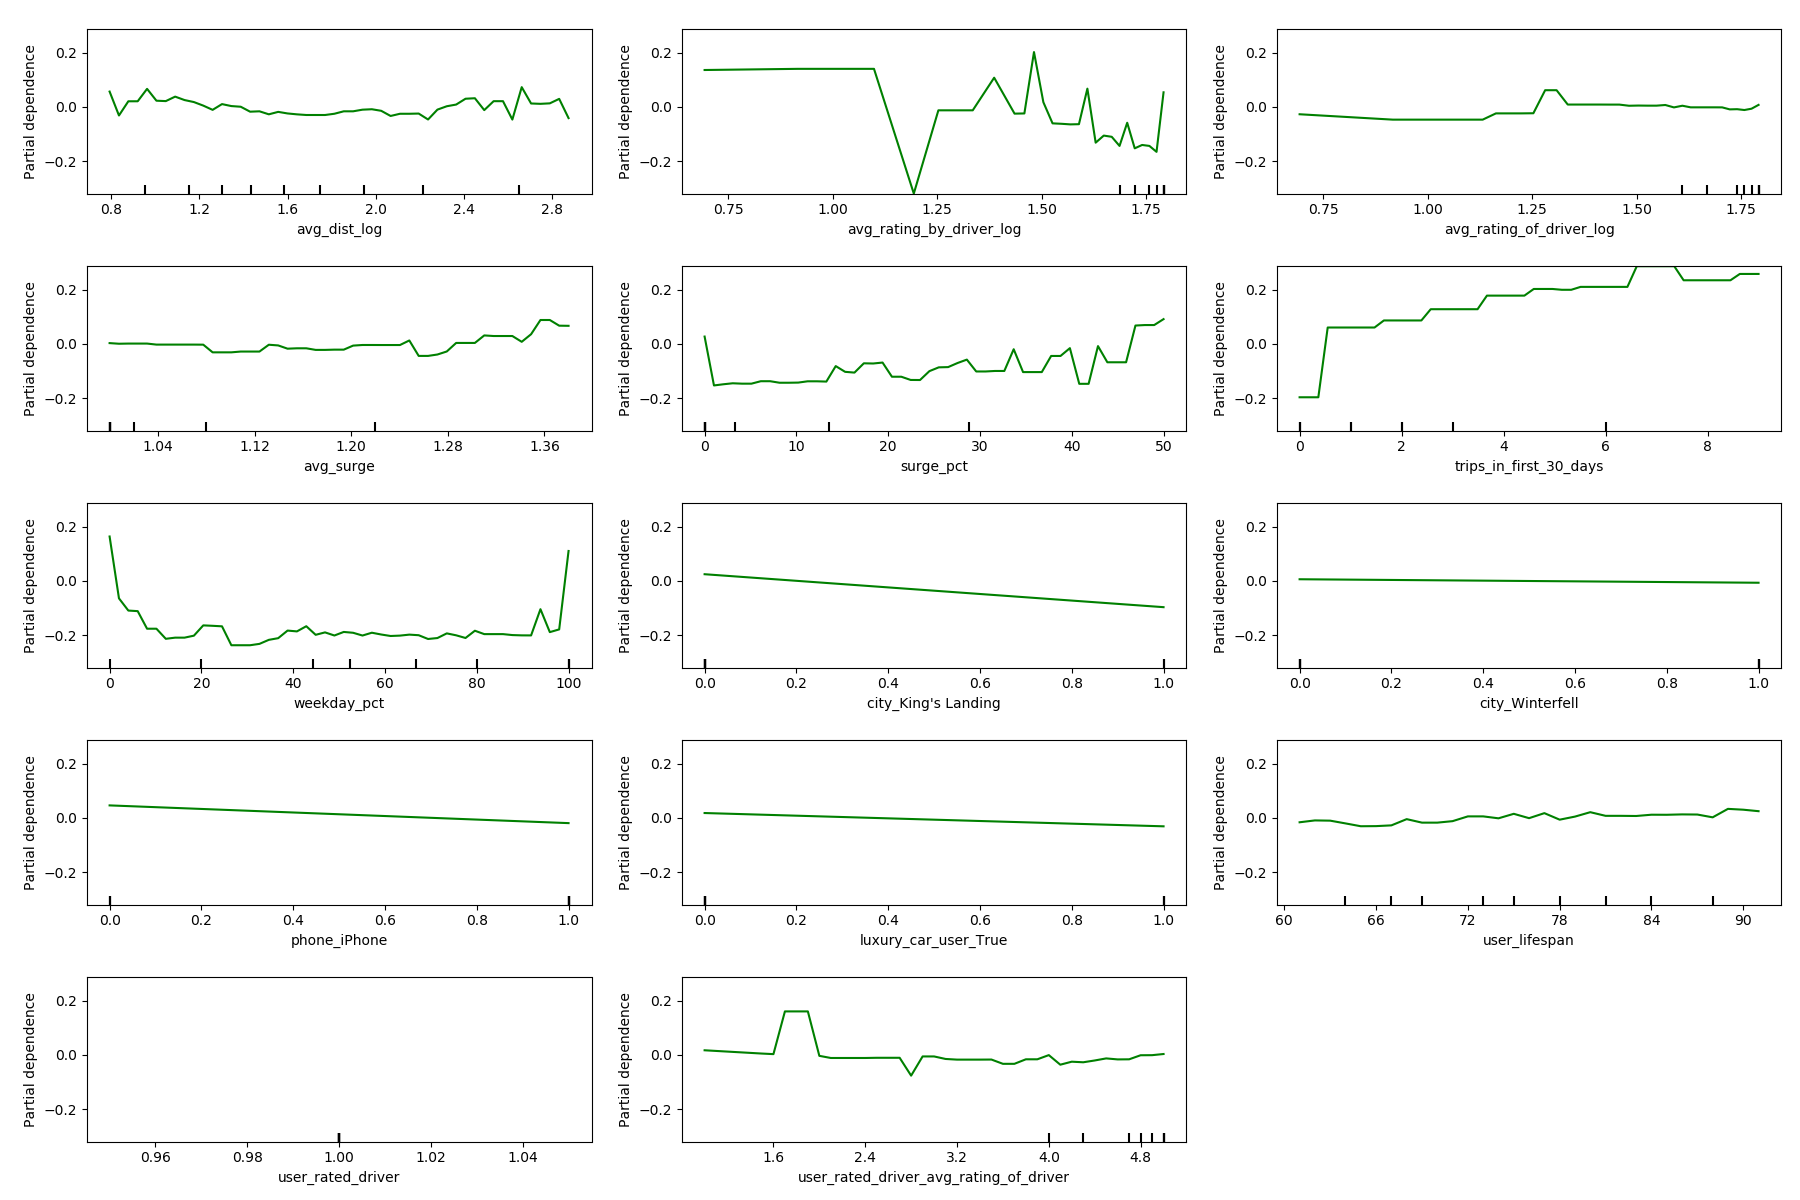 Partial dependence
0.2
0.0
−0.2
0.8 1.2 1.6 2.0 2.4 2.8
avg_dist_log
Partial dependence
0.2
0.0
−0.2
0.75 1.00 1.25 1.50 1.75
avg_rating_by_driver_log
Partial dependence
0.2
0.0
−0.2
0.75 1.00 1.25 1.50 1.75
avg_rating_of_driver_log
Partial dependence
0.2
0.0
−0.2
1.04 1.12 1.20 1.28 1.36
avg_surge
Partial dependence
0.2
0.0
−0.2
0 10 20 30 40 50
surge_pct
Partial dependence
0.2
0.0
−0.2
0 2 4 6 8
trips_in_first_30_days
Partial dependence
0.2
0.0
−0.2
0 20 40 60 80 100
weekday_pct
Partial dependence
0.2
0.0
−0.2
0.0 0.2 0.4 0.6 0.8 1.0
city_King's Landing
Partial dependence
0.2
0.0
−0.2
0.0 0.2 0.4 0.6 0.8 1.0
city_Winterfell
Partial dependence
0.2
0.0
−0.2
0.0 0.2 0.4 0.6 0.8 1.0
phone_iPhone
Partial dependence
0.2
0.0
−0.2
0.0 0.2 0.4 0.6 0.8 1.0
luxury_car_user_True
Partial dependence
0.2
0.0
−0.2
60 66 72 78 84 90
user_lifespan
Partial dependence
0.2
0.0
−0.2
0.96 0.98 1.00 1.02 1.04
user_rated_driver
Partial dependence
0.2
0.0
−0.2
1.6 2.4 3.2 4.0 4.8
user_rated_driver_avg_rating_of_driver